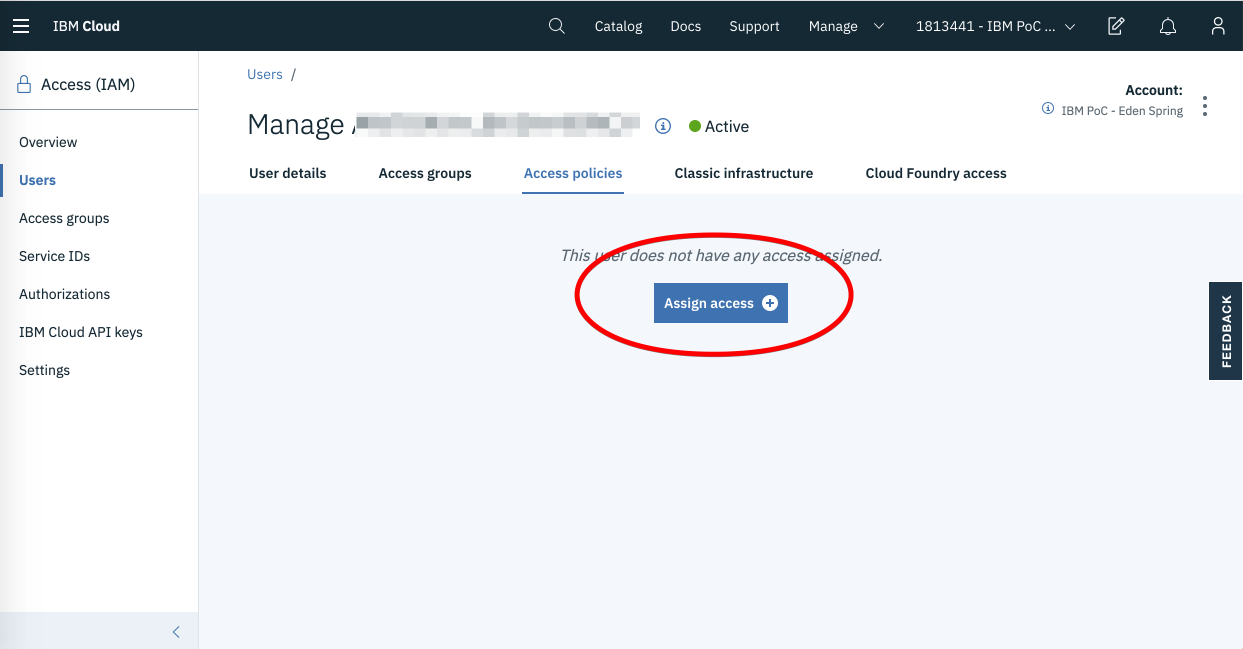 IBM Cloud Catalog Docs Support Manage 1813441 - IBM PoC ...
Access (IAM)
Overview
Users
Access groups
Service IDs
Authorizations
IBM Cloud API keys
Settings
Users /
Manage
Active
Account:
IBM PoC - Eden Spring
User details Access groups Access policies Classic infrastructure Cloud Foundry access
This user does not have any access assigned.
Assign access
FEEDBACK